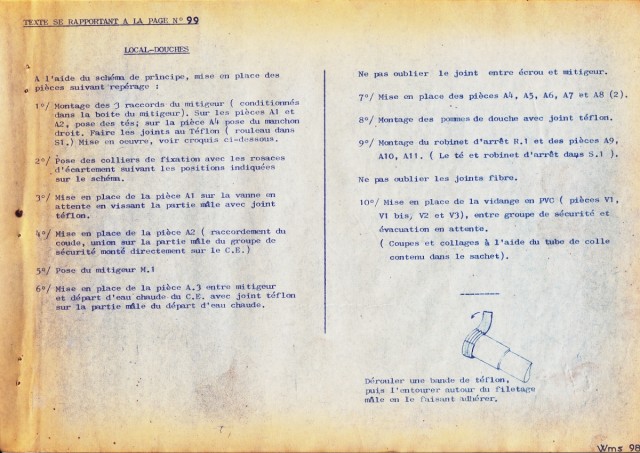 TEXTE SE RAPPORTANT A LA PAGE N° 99
LOCAL-DOUCHES
A l'aide du schéma de principe, mise en place des
pièces suivant repérage :
1°/ Montage des 3 raccords du mitigeur ( conditionnés
dans la boite du mitigeur). Sur les pièces A1 et
A2, pose des tés; sur la pièce A4 pose du manchon
droit. Faire les joints au Téflon ( rouleau dans
S1.) Mise en oeuvre, voir croquis ci-dessous.
2°/ Pose des colliers de fixation avec les rosaces
d'écartement suivant les positions indiquées
sur le schéma.
3°/ Mise en place de la pièce A1 sur la vanne en
attente en vissant la partie mâle avec joint
téflon.
4°/ Mise en place de la pièce A2 ( raccordement du
coude, union sur la partie mâle du groupe de
sécurité monté directement sur le C.E.)
5°/ Pose du mitigeur M.1
6°/ Mise en place de la pièce A.3 entre mitigeur
et départ d'eau chaude du C.E. avec joint téflon
sur la partie mâle du départ d'eau chaude.
Ne pas oublier le joint entre écrou et mitigeur.
7°/ Mise en place des pièces A4, A5, A6, A7 et A8 (2).
8°/ Montage des pommes de douche avec joint téflon.
9°/ Montage du robinet d'arrêt R.1 et des pièces A9,
A10, A11. ( Le té et robinet d'arrêt dans S.1 ).
Ne pas oublier les joints fibre.
10°/ Mise en place de la vidange en PVC ( pièces V1,
V1 bis, V2 et V3), entre groupe de sécurité et
évacuation en attente.
( Coupes et collages à l'aide du tube de colle
contenu dans le sachet).
Dérouler une bande de téflon,
puis l'entourer autour du filetage
mâle en le faisant adhérer.
Wms 98